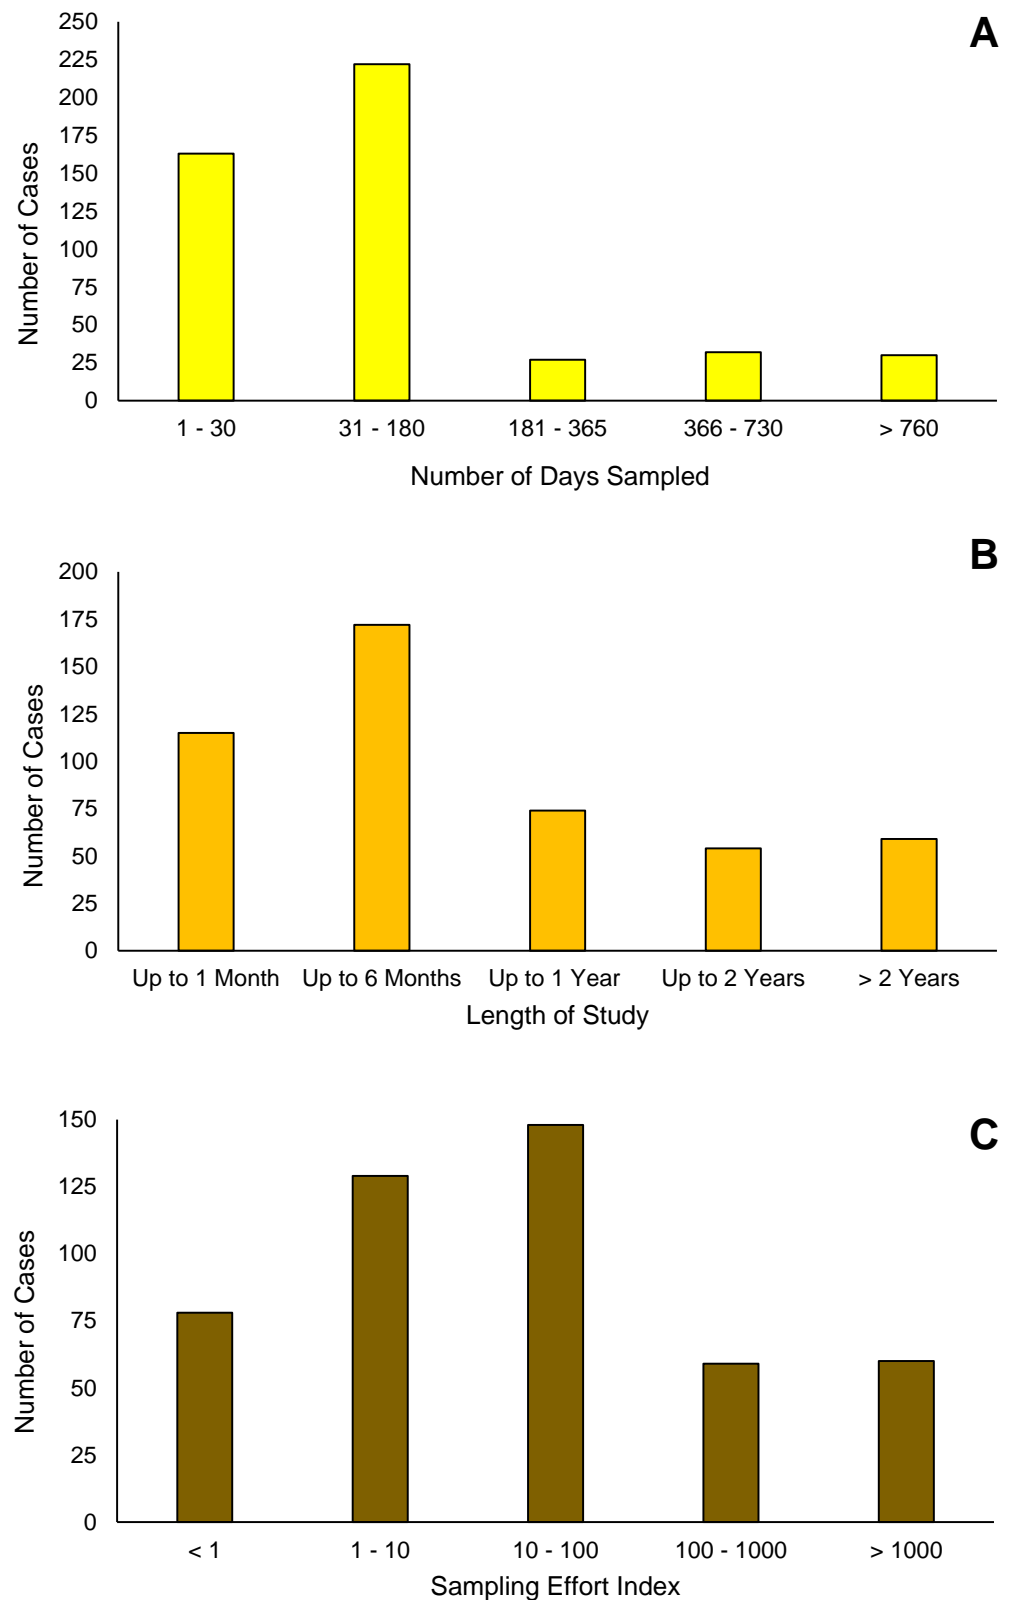 A
250
225
200
175
150
125
100
75
50
25
0
Number of Cases
1 - 30 31 - 180 181 - 365 366 - 730 > 760
Number of Days Sampled
B
200
175
150
125
100
75
50
25
0
Number of Cases
Up to 1 Month Up to 6 Months Up to 1 Year Up to 2 Years > 2 Years
Length of Study
C
150
125
100
75
50
25
0
Number of Cases
< 1 1 - 10 10 - 100 100 - 1000 > 1000
Sampling Effort Index